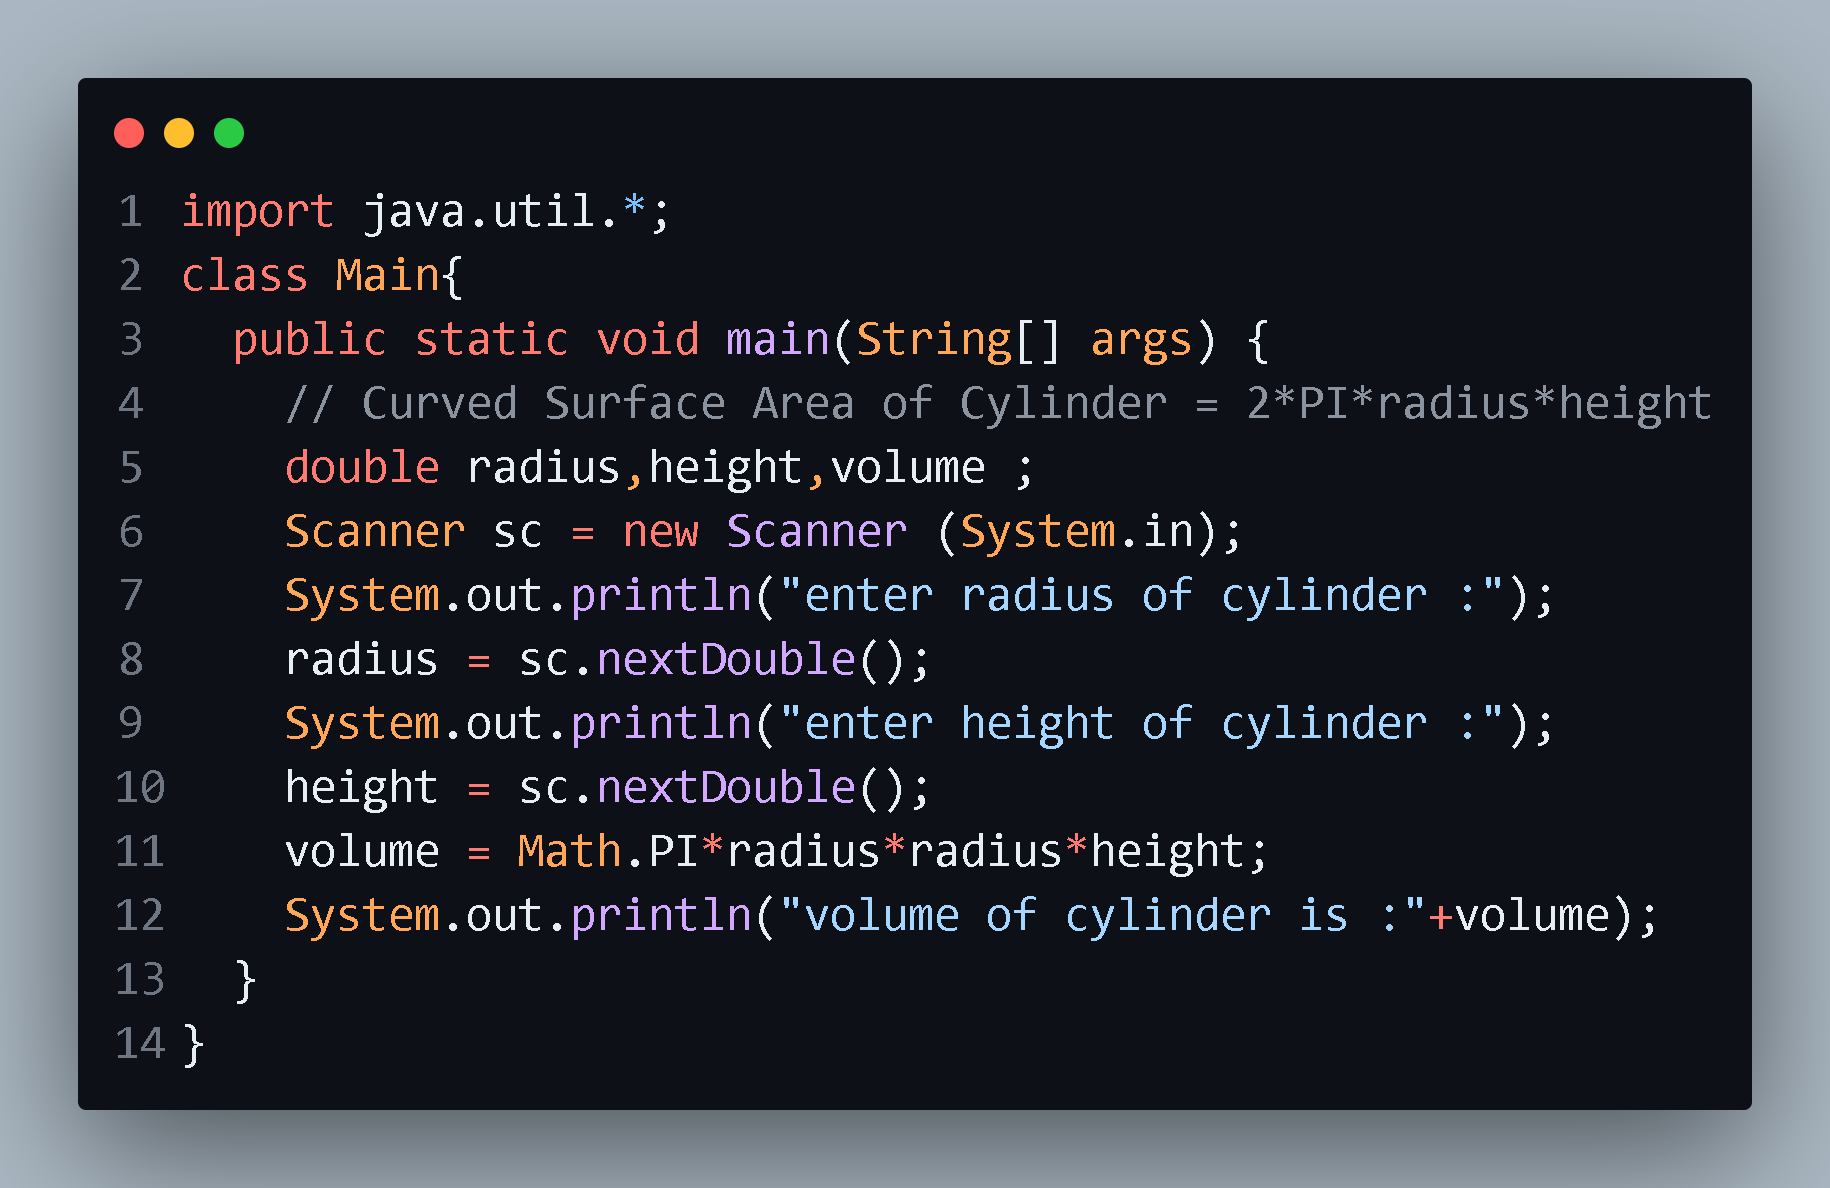 1 import java.util.*;
2 class Main{
3   public static void main(String[] args) {
4     // Curved Surface Area of Cylinder = 2*PI*radius*height
5     double radius,height,volume ;
6     Scanner sc = new Scanner (System.in);
7     System.out.println("enter radius of cylinder :");
8     radius = sc.nextDouble();
9     System.out.println("enter height of cylinder :");
10     height = sc.nextDouble();
11     volume = Math.PI*radius*radius*height;
12     System.out.println("volume of cylinder is :"+volume);
13   }
14 }